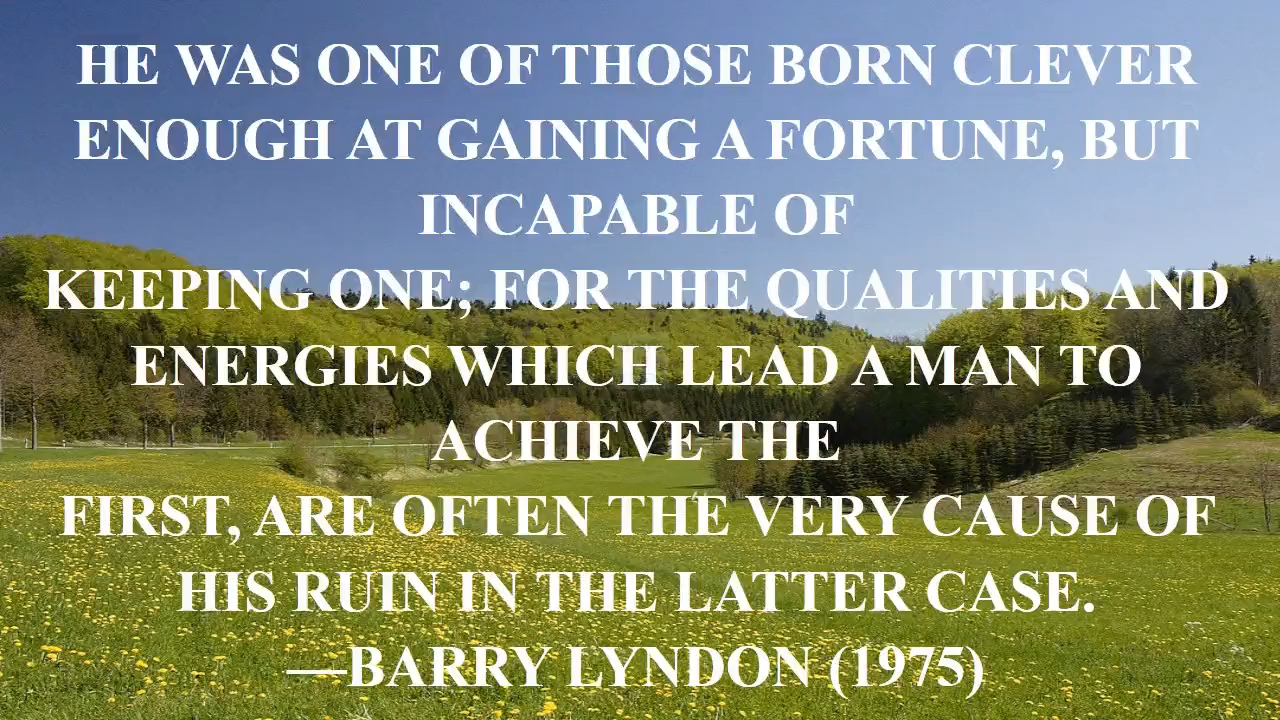 HE WAS ONE OF THOSE BORN CLEVER
ENOUGH AT GAINING A FORTUNE, BUT
INCAPABLE OF
KEEPING ONE; FOR THE QUALITIES AND
ENERGIES WHICH LEAD A MAN TO
ACHIEVE THE
FIRST, ARE OFTEN THE VERY CAUSE OF
HIS RUIN IN THE LATTER CASE.
—BARRY LYNDON (1975)